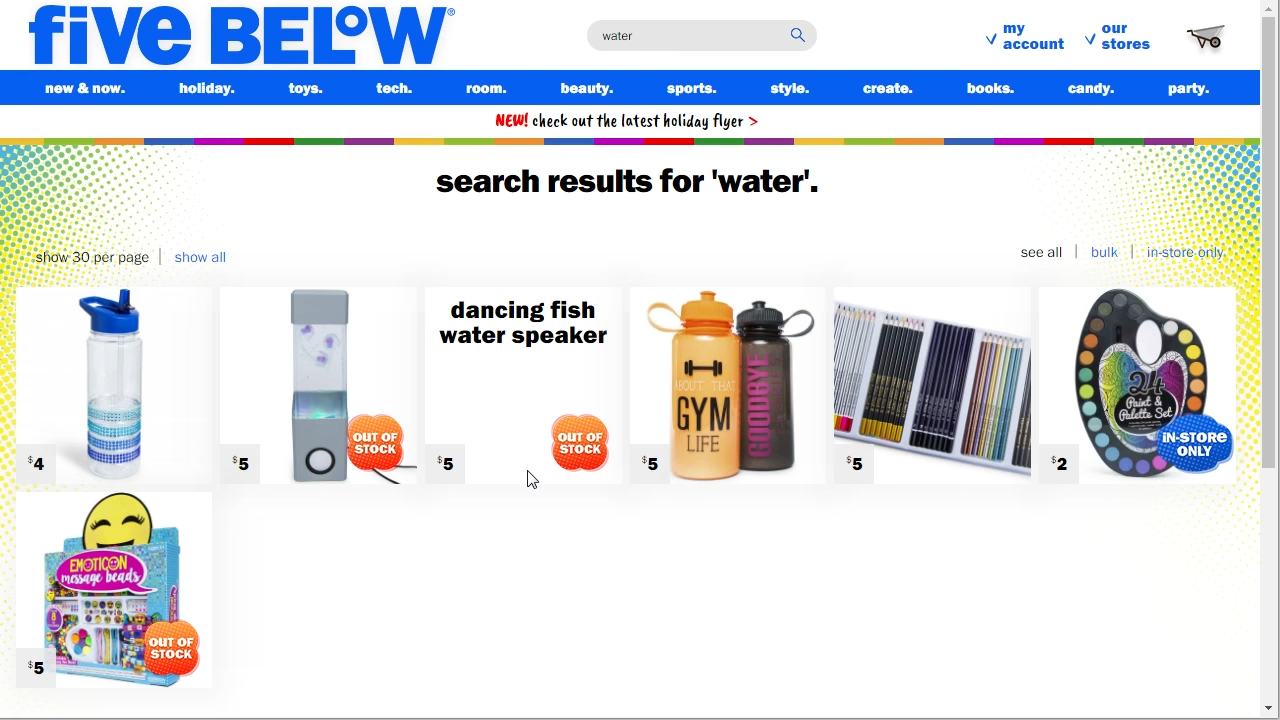 five BELOW®
water
my account
our stores
new & now. holiday. toys. tech. room. beauty. sports. style. create. books. candy. party.
NEW! check out the latest holiday flyer >
search results for 'water'.
show 30 per page | show all
see all | bulk | in-store only
$4
$5
OUT OF STOCK
dancing fish
water speaker
$5
OUT OF STOCK
$5
ABOUT THAT
GYM
LIFE
GOODBYE
$5
$2
24
Paint &
Palette Set
IN-STORE ONLY
$5
EMOTICON
message beads
OUT OF STOCK